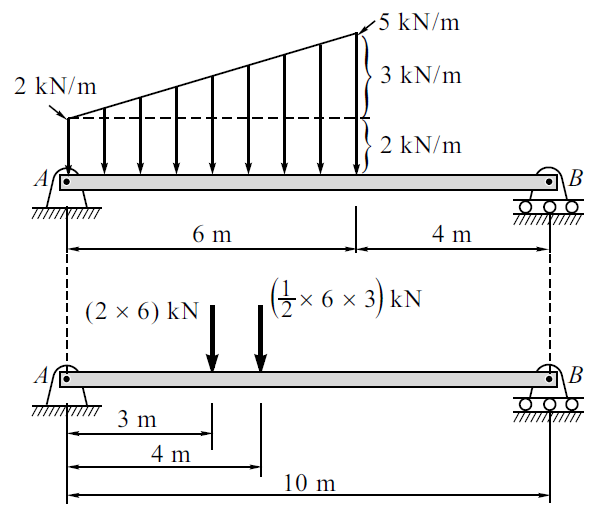 5 kN/m
2 kN/m
3 kN/m
2 kN/m
A
B
6 m
4 m
(2 × 6) kN
(1/2 × 6 × 3) kN
A
B
3 m
4 m
10 m